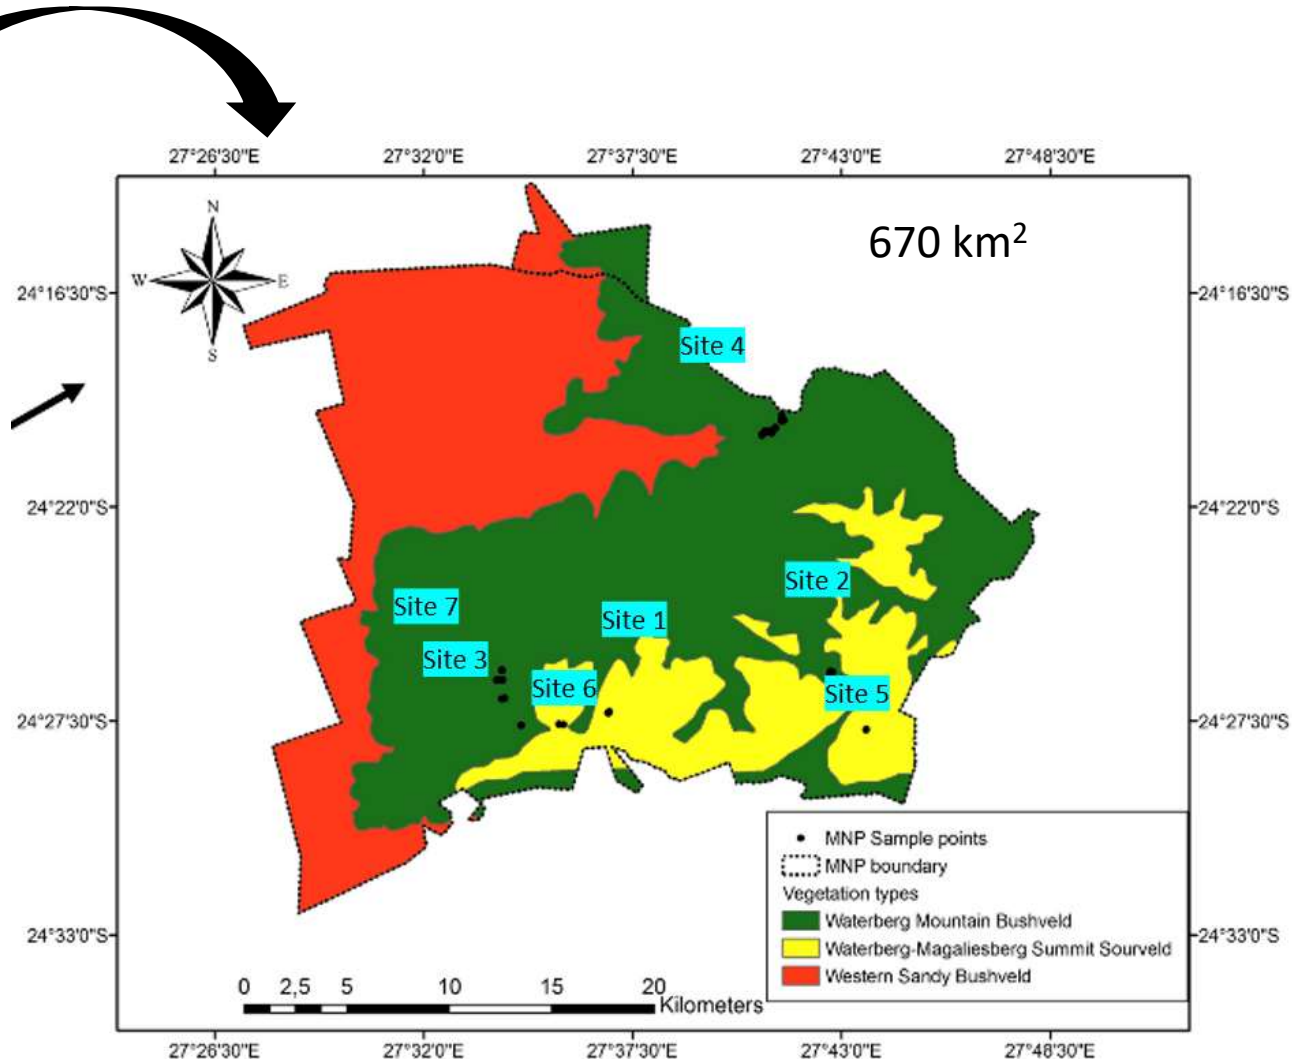 27°26'30"E 27°32'0"E 27°37'30"E 27°43'0"E 27°48'30"E
N
670 km²
W E
24°16'30"S 24°16'30"S
S
Site 4
24°22'0"S 24°22'0"S
Site 2
Site 7
Site 1
Site 3
Site 6
Site 5
24°27'30"S 24°27'30"S
MNP Sample points
MNP boundary
Vegetation types
Waterberg Mountain Bushveld
24°33'0"S 24°33'0"S
Waterberg-Magaliesberg Summit Sourveld
Western Sandy Bushveld
0 2,5 5 10 15 20
Kilometers
27°26'30"E 27°32'0"E 27°37'30"E 27°43'0"E 27°48'30"E